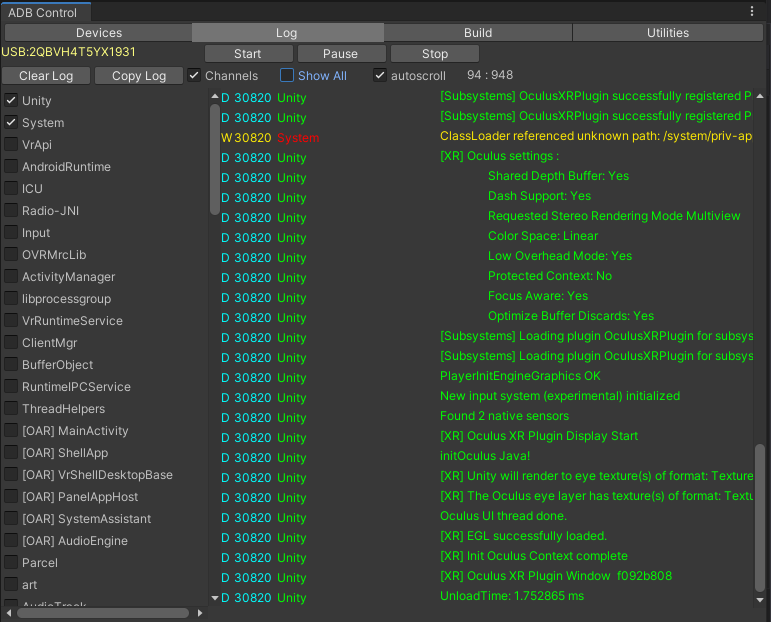 ADB Control
Devices Log Build Utilities
USB:2QBVH4T5YX1931 Start Pause Stop
Clear Log Copy Log Channels Show All autoscroll 94 : 948
Unity
System
VrApi
AndroidRuntime
ICU
Radio-JNI
Input
OVRMrcLib
ActivityManager
libprocessgroup
VrRuntimeService
ClientMgr
BufferObject
RuntimeIPCService
ThreadHelpers
[OAR] MainActivity
[OAR] ShellApp
[OAR] VrShellDesktopBase
[OAR] PanelAppHost
[OAR] SystemAssistant
[OAR] AudioEngine
Parcel
art
AudioTrack
D 30820 Unity [Subsystems] OculusXRPlugin successfully registered P
D 30820 Unity [Subsystems] OculusXRPlugin successfully registered P
W 30820 System ClassLoader referenced unknown path: /system/priv-ap
D 30820 Unity [XR] Oculus settings :
D 30820 Unity Shared Depth Buffer: Yes
D 30820 Unity Dash Support: Yes
D 30820 Unity Requested Stereo Rendering Mode Multiview
D 30820 Unity Color Space: Linear
D 30820 Unity Low Overhead Mode: Yes
D 30820 Unity Protected Context: No
D 30820 Unity Focus Aware: Yes
D 30820 Unity Optimize Buffer Discards: Yes
D 30820 Unity [Subsystems] Loading plugin OculusXRPlugin for subsys
D 30820 Unity [Subsystems] Loading plugin OculusXRPlugin for subsys
D 30820 Unity PlayerInitEngineGraphics OK
D 30820 Unity New input system (experimental) initialized
D 30820 Unity Found 2 native sensors
D 30820 Unity [XR] Oculus XR Plugin Display Start
D 30820 Unity initOculus Java!
D 30820 Unity [XR] Unity will render to eye texture(s) of format: Texture
D 30820 Unity [XR] The Oculus eye layer has texture(s) of format: Textu
D 30820 Unity Oculus UI thread done.
D 30820 Unity [XR] EGL successfully loaded.
D 30820 Unity [XR] Init Oculus Context complete
D 30820 Unity [XR] Oculus XR Plugin Window f092b808
D 30820 Unity UnloadTime: 1.752865 ms